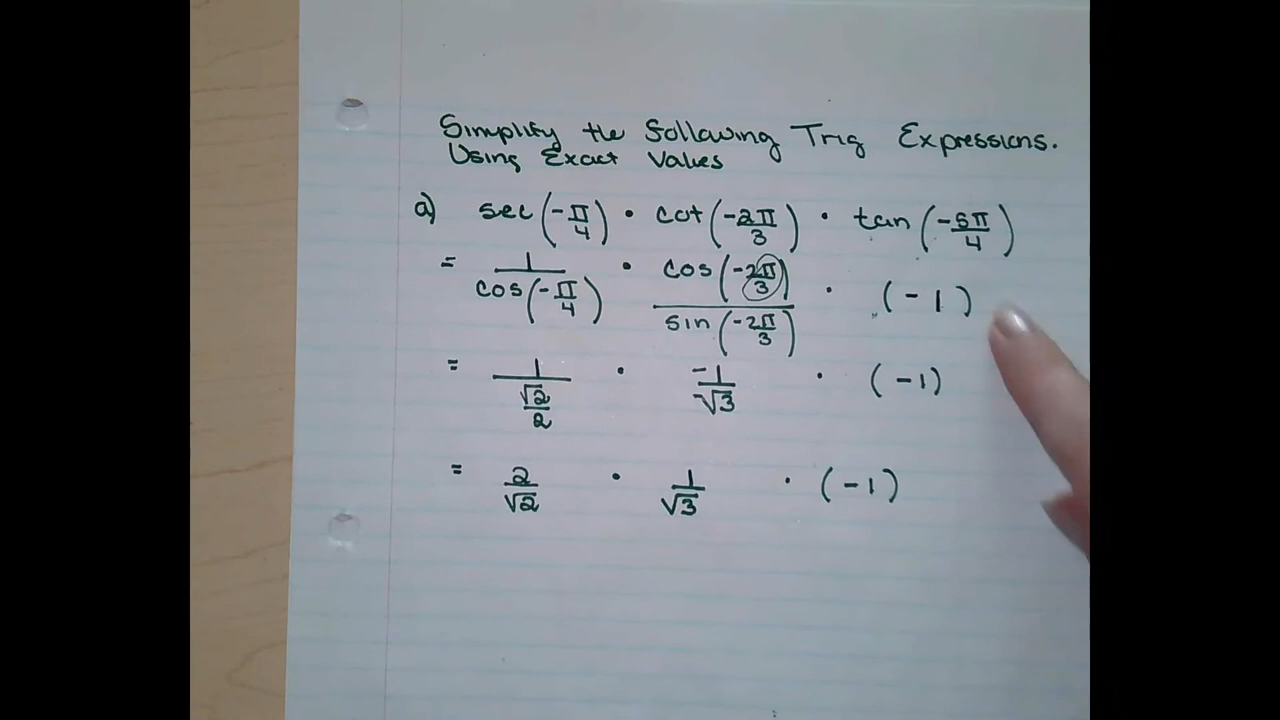 Simplify the following Trig Expressions.
Using Exact Values
a) sec(-π/4) · cot(-2π/3) · tan(-5π/4)
= 1/cos(-π/4) · cos(-2π/3)/sin(-2π/3) · (-1)
= 1/(√2/2) · -1/-√3 · (-1)
= 2/√2 · 1/√3 · (-1)